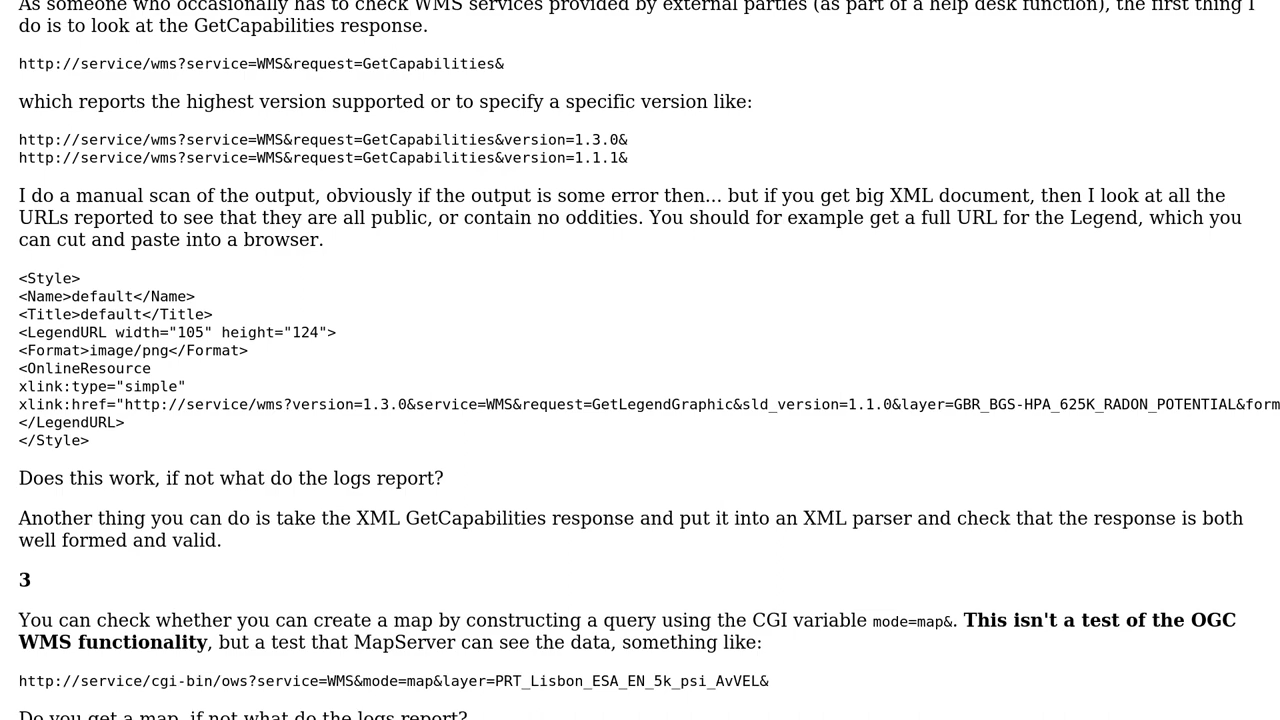 As someone who occasionally has to check WMS services provided by external parties (as part of a help desk function), the first thing I
do is to look at the GetCapabilities response.
http://service/wms?service=WMS&request=GetCapabilities&
which reports the highest version supported or to specify a specific version like:
http://service/wms?service=WMS&request=GetCapabilities&version=1.3.0&
http://service/wms?service=WMS&request=GetCapabilities&version=1.1.1&
I do a manual scan of the output, obviously if the output is some error then... but if you get big XML document, then I look at all the
URLs reported to see that they are all public, or contain no oddities. You should for example get a full URL for the Legend, which you
can cut and paste into a browser.
<Style>
<Name>default</Name>
<Title>default</Title>
<LegendURL width="105" height="124">
<Format>image/png</Format>
<OnlineResource
xlink:type="simple"
xlink:href="http://service/wms?version=1.3.0&service=WMS&request=GetLegendGraphic&sld_version=1.1.0&layer=GBR_BGS-HPA_625K_RADON_POTENTIAL&form
</LegendURL>
</Style>
Does this work, if not what do the logs report?
Another thing you can do is take the XML GetCapabilities response and put it into an XML parser and check that the response is both
well formed and valid.
3
You can check whether you can create a map by constructing a query using the CGI variable mode=map&. This isn't a test of the OGC
WMS functionality, but a test that MapServer can see the data, something like:
http://service/cgi-bin/ows?service=WMS&mode=map&layer=PRT_Lisbon_ESA_EN_5k_psi_AvVEL&
Do you get a map, if not what do the logs report?